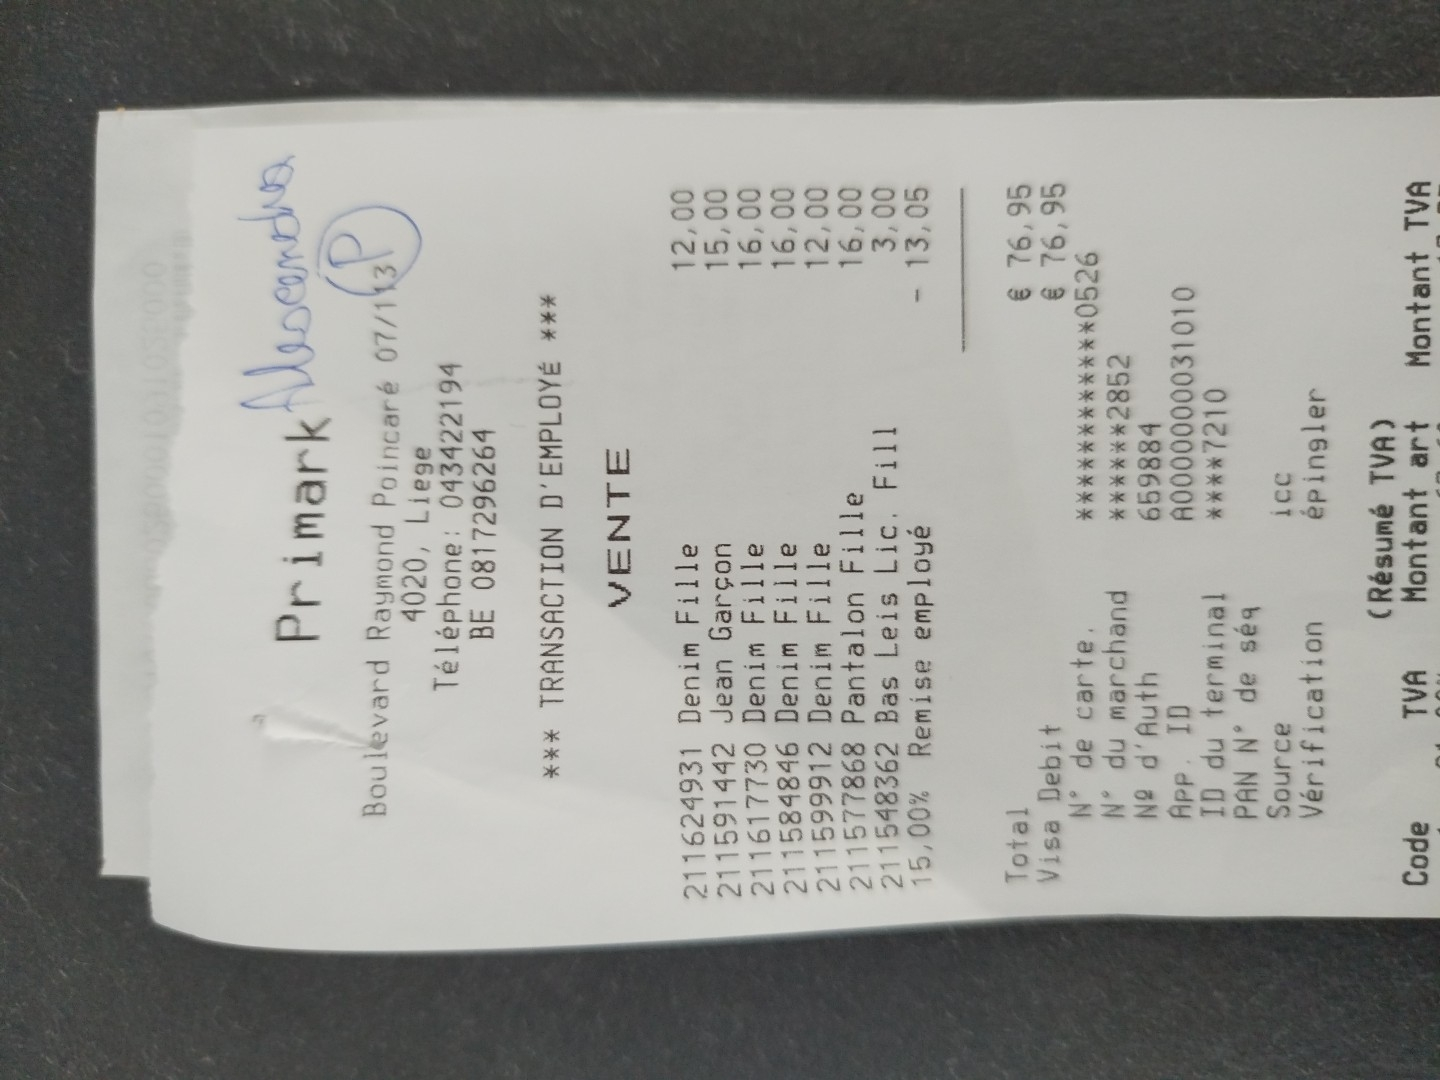 Primark
Boulevard Raymond Poincaré 07/113
P
4020, Liege
Téléphone: 043422194
BE 0817296264
*** TRANSACTION D'EMPLOYÉ ***
VENTE
211624931 Denim Fille 12,00
211591442 Jean Garçon 15,00
211617730 Denim Fille 16,00
211584846 Denim Fille 16,00
211599912 Denim Fille 12,00
211577868 Pantalon Fille 16,00
211548362 Bas Leis Lic. Fill 3,00
15,00% Remise employé - 13,05
Total € 76,95
Visa Debit € 76,95
N° de carte. ************0526
N° du marchand ******2852
Nº d'Auth 659884
App. ID A0000000031010
ID du terminal ****7210
PAN N° de séq
Source icc
Vérification épingler
(Résumé TVA)
Code TVA Montant art Montant TVA